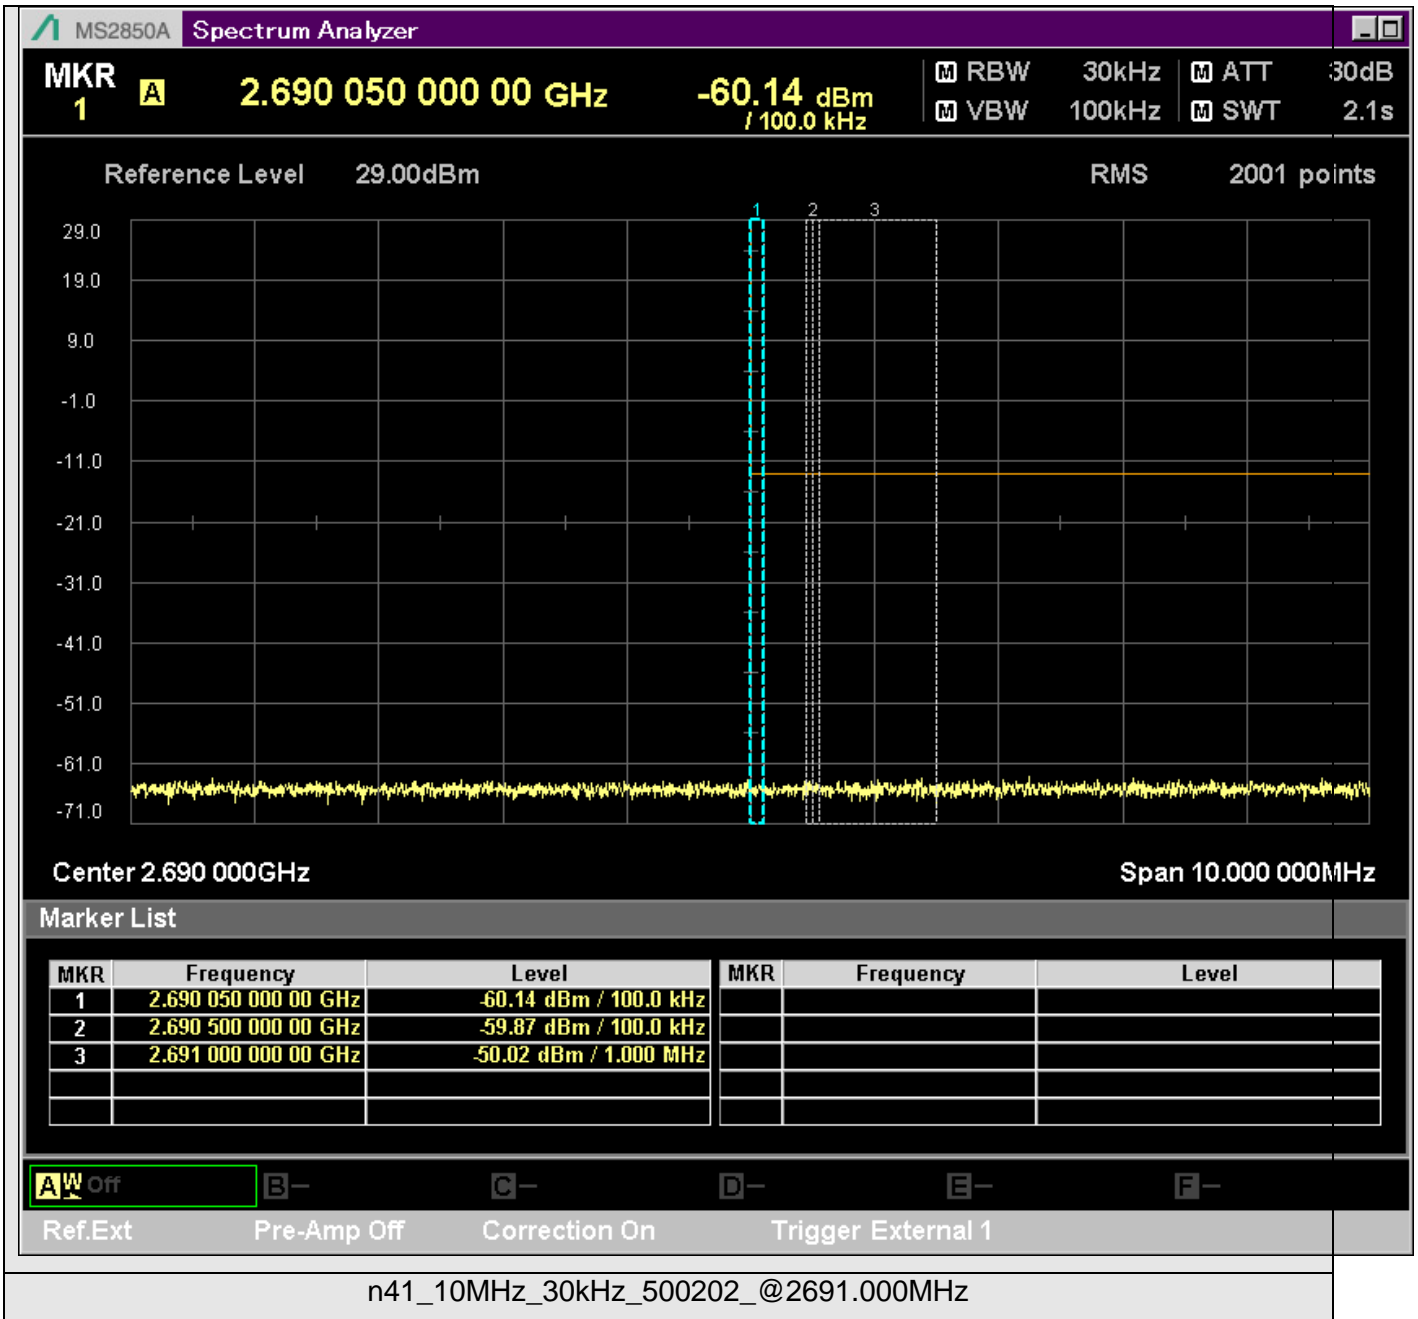 MS2850A Spectrum Analyzer
MKR 1 A 2.690 050 000 00 GHz -60.14 dBm / 100.0 kHz
M RBW 30kHz M ATT 30dB
M VBW 100kHz M SWT 2.1s
Reference Level 29.00dBm RMS 2001 points
1 2 3
29.0
19.0
9.0
-1.0
-11.0
-21.0
-31.0
-41.0
-51.0
-61.0
-71.0
Center 2.690 000GHz Span 10.000 000MHz
Marker List
MKR Frequency Level MKR Frequency Level
1 2.690 050 000 00 GHz -60.14 dBm / 100.0 kHz
2 2.690 500 000 00 GHz -59.87 dBm / 100.0 kHz
3 2.691 000 000 00 GHz -50.02 dBm / 1.000 MHz
A W Off B- C- D- E- F-
Ref.Ext Pre-Amp Off Correction On Trigger External 1
n41_10MHz_30kHz_500202_@2691.000MHz